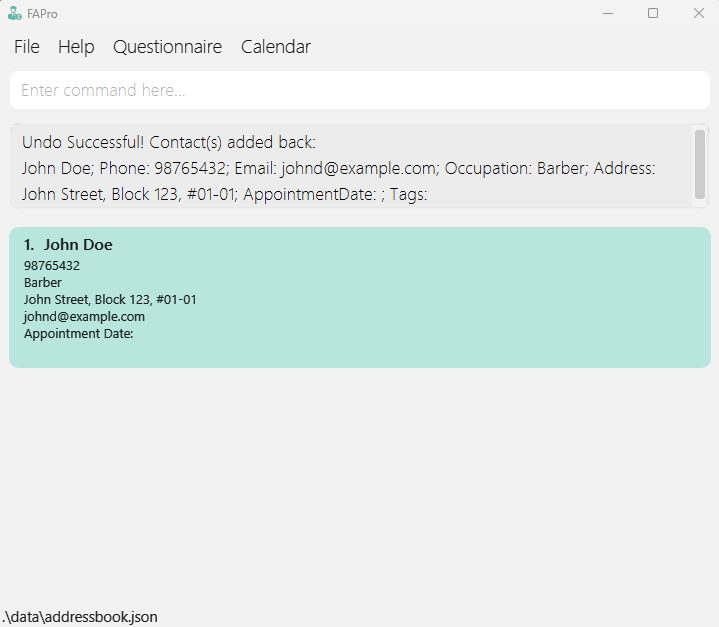 FAPro
File Help Questionnaire Calendar
Enter command here...
Undo Successful! Contact(s) added back:
John Doe; Phone: 98765432; Email: johnd@example.com; Occupation: Barber; Address:
John Street, Block 123, #01-01; AppointmentDate: ; Tags:
1. John Doe
98765432
Barber
John Street, Block 123, #01-01
johnd@example.com
Appointment Date:
.\data\addressbook.json